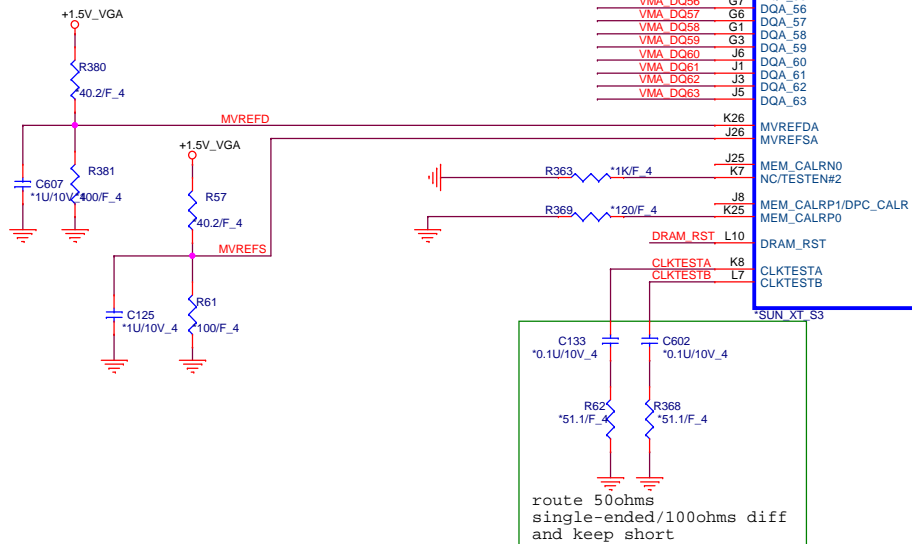 +1.5V_VGA
R380
*40.2/F_4
MVREFD
C607
*1U/10V_4
R381
*100/F_4
+1.5V_VGA
R57
*40.2/F_4
MVREFS
C125
*1U/10V_4
R61
*100/F_4
VMA_DQ56 G7 DQA_56
VMA_DQ57 G6 DQA_57
VMA_DQ58 G1 DQA_58
VMA_DQ59 G3 DQA_59
VMA_DQ60 J6 DQA_60
VMA_DQ61 J1 DQA_61
VMA_DQ62 J3 DQA_62
VMA_DQ63 J5 DQA_63
K26 MVREFDA
J26 MVREFSA
J25 MEM_CALRN0
R363 *1K/F_4 K7 NC/TESTEN#2
J8 MEM_CALRP1/DPC_CALR
R369 *120/F_4 K25 MEM_CALRP0
DRAM_RST L10 DRAM_RST
CLKTESTA K8 CLKTESTA
CLKTESTB L7 CLKTESTB
*SUN_XT_S3
C133
*0.1U/10V_4
C602
*0.1U/10V_4
R62
*51.1/F_4
R368
*51.1/F_4
route 50ohms
single-ended/100ohms diff
and keep short